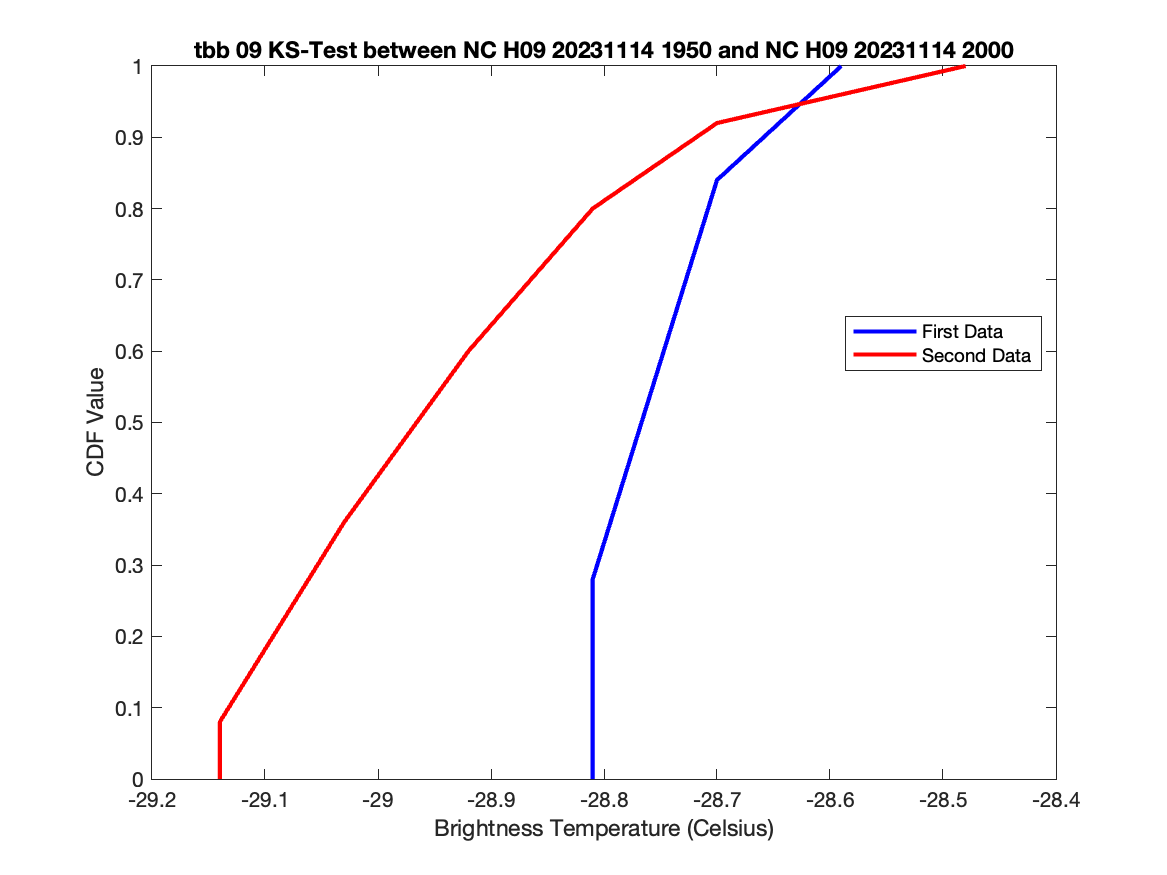 tbb 09 KS-Test between NC H09 20231114 1950 and NC H09 20231114 2000
1
0.9
0.8
0.7
0.6
0.5
0.4
0.3
0.2
0.1
0
CDF Value
First Data
Second Data
-29.2 -29.1 -29 -28.9 -28.8 -28.7 -28.6 -28.5 -28.4
Brightness Temperature (Celsius)